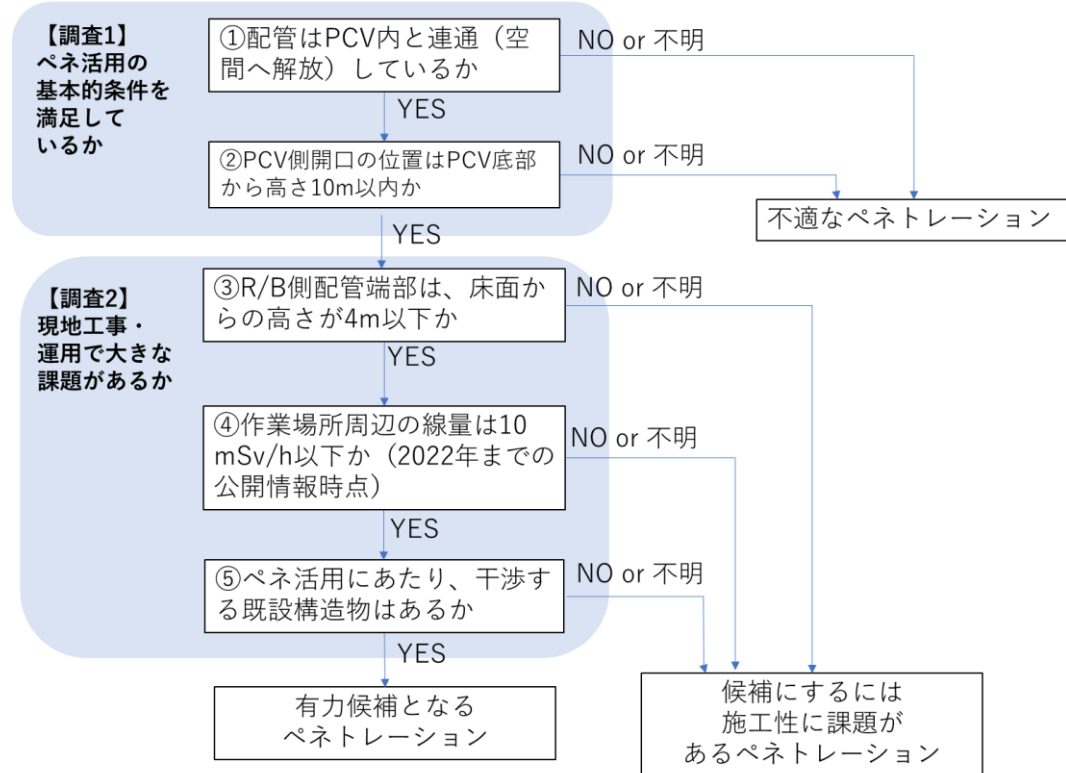 【調査1】
ペネ活用の
基本的条件を
満足して
いるか
①配管はPCV内と連通（空
間へ解放）しているか
NO or 不明
YES
②PCV側開口の位置はPCV底部
から高さ10m以内か
NO or 不明
不適なペネトレーション
YES
【調査2】
現地工事・
運用で大きな
課題があるか
③R/B側配管端部は、床面か
らの高さが4m以下か
NO or 不明
YES
④作業場所周辺の線量は10
mSv/h以下か（2022年までの
公開情報時点）
NO or 不明
YES
⑤ペネ活用にあたり、干渉す
る既設構造物はあるか
NO or 不明
YES
有力候補となる
ペネトレーション
候補にするには
施工性に課題が
あるペネトレーション